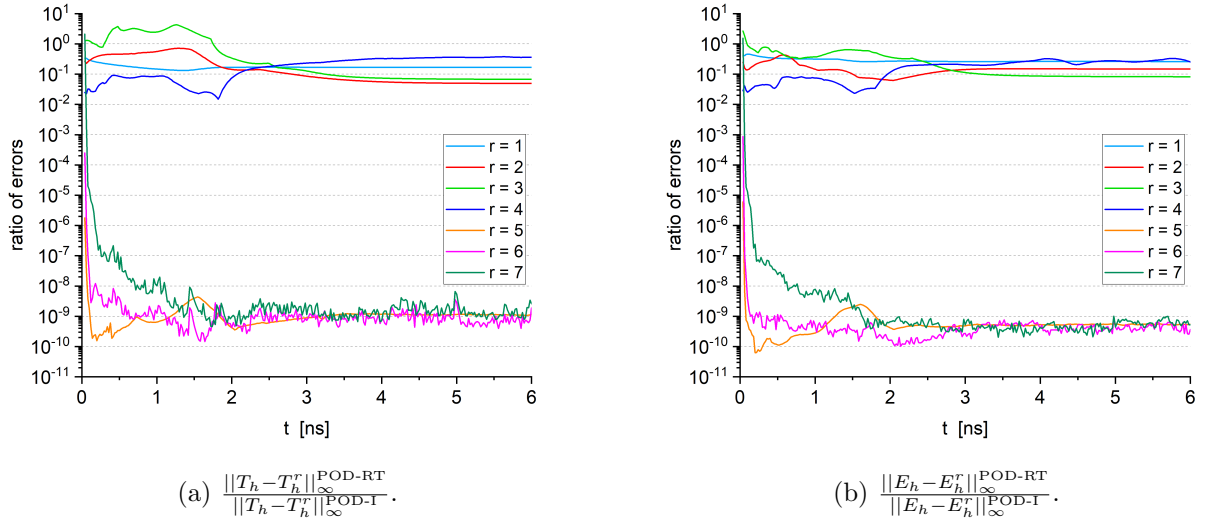 10^1
10^0
10^-1
10^-2
10^-3
10^-4
10^-5
10^-6
10^-7
10^-8
10^-9
10^-10
10^-11
ratio of errors
r = 1
r = 2
r = 3
r = 4
r = 5
r = 6
r = 7
0 1 2 3 4 5 6
t [ns]
(a) \frac{||T_h−T_h^r||_∞^{POD-RT}}{||T_h−T_h^r||_∞^{POD-I}}.
10^1
10^0
10^-1
10^-2
10^-3
10^-4
10^-5
10^-6
10^-7
10^-8
10^-9
10^-10
10^-11
ratio of errors
r = 1
r = 2
r = 3
r = 4
r = 5
r = 6
r = 7
0 1 2 3 4 5 6
t [ns]
(b) \frac{||E_h−E_h^r||_∞^{POD-RT}}{||E_h−E_h^r||_∞^{POD-I}}.